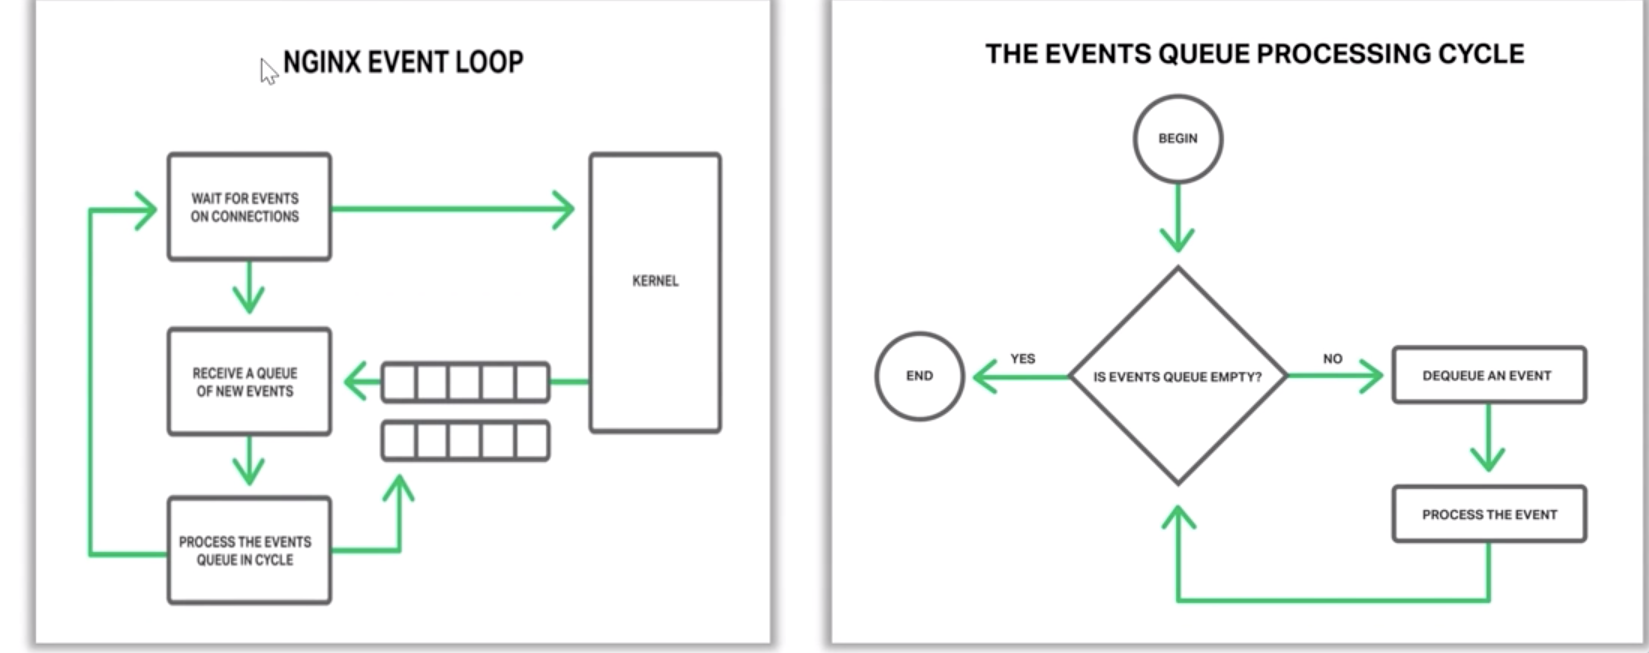 NGINX EVENT LOOP
WAIT FOR EVENTS
ON CONNECTIONS
KERNEL
RECEIVE A QUEUE
OF NEW EVENTS
PROCESS THE EVENTS
QUEUE IN CYCLE
THE EVENTS QUEUE PROCESSING CYCLE
BEGIN
END
YES
IS EVENTS QUEUE EMPTY?
NO
DEQUEUE AN EVENT
PROCESS THE EVENT